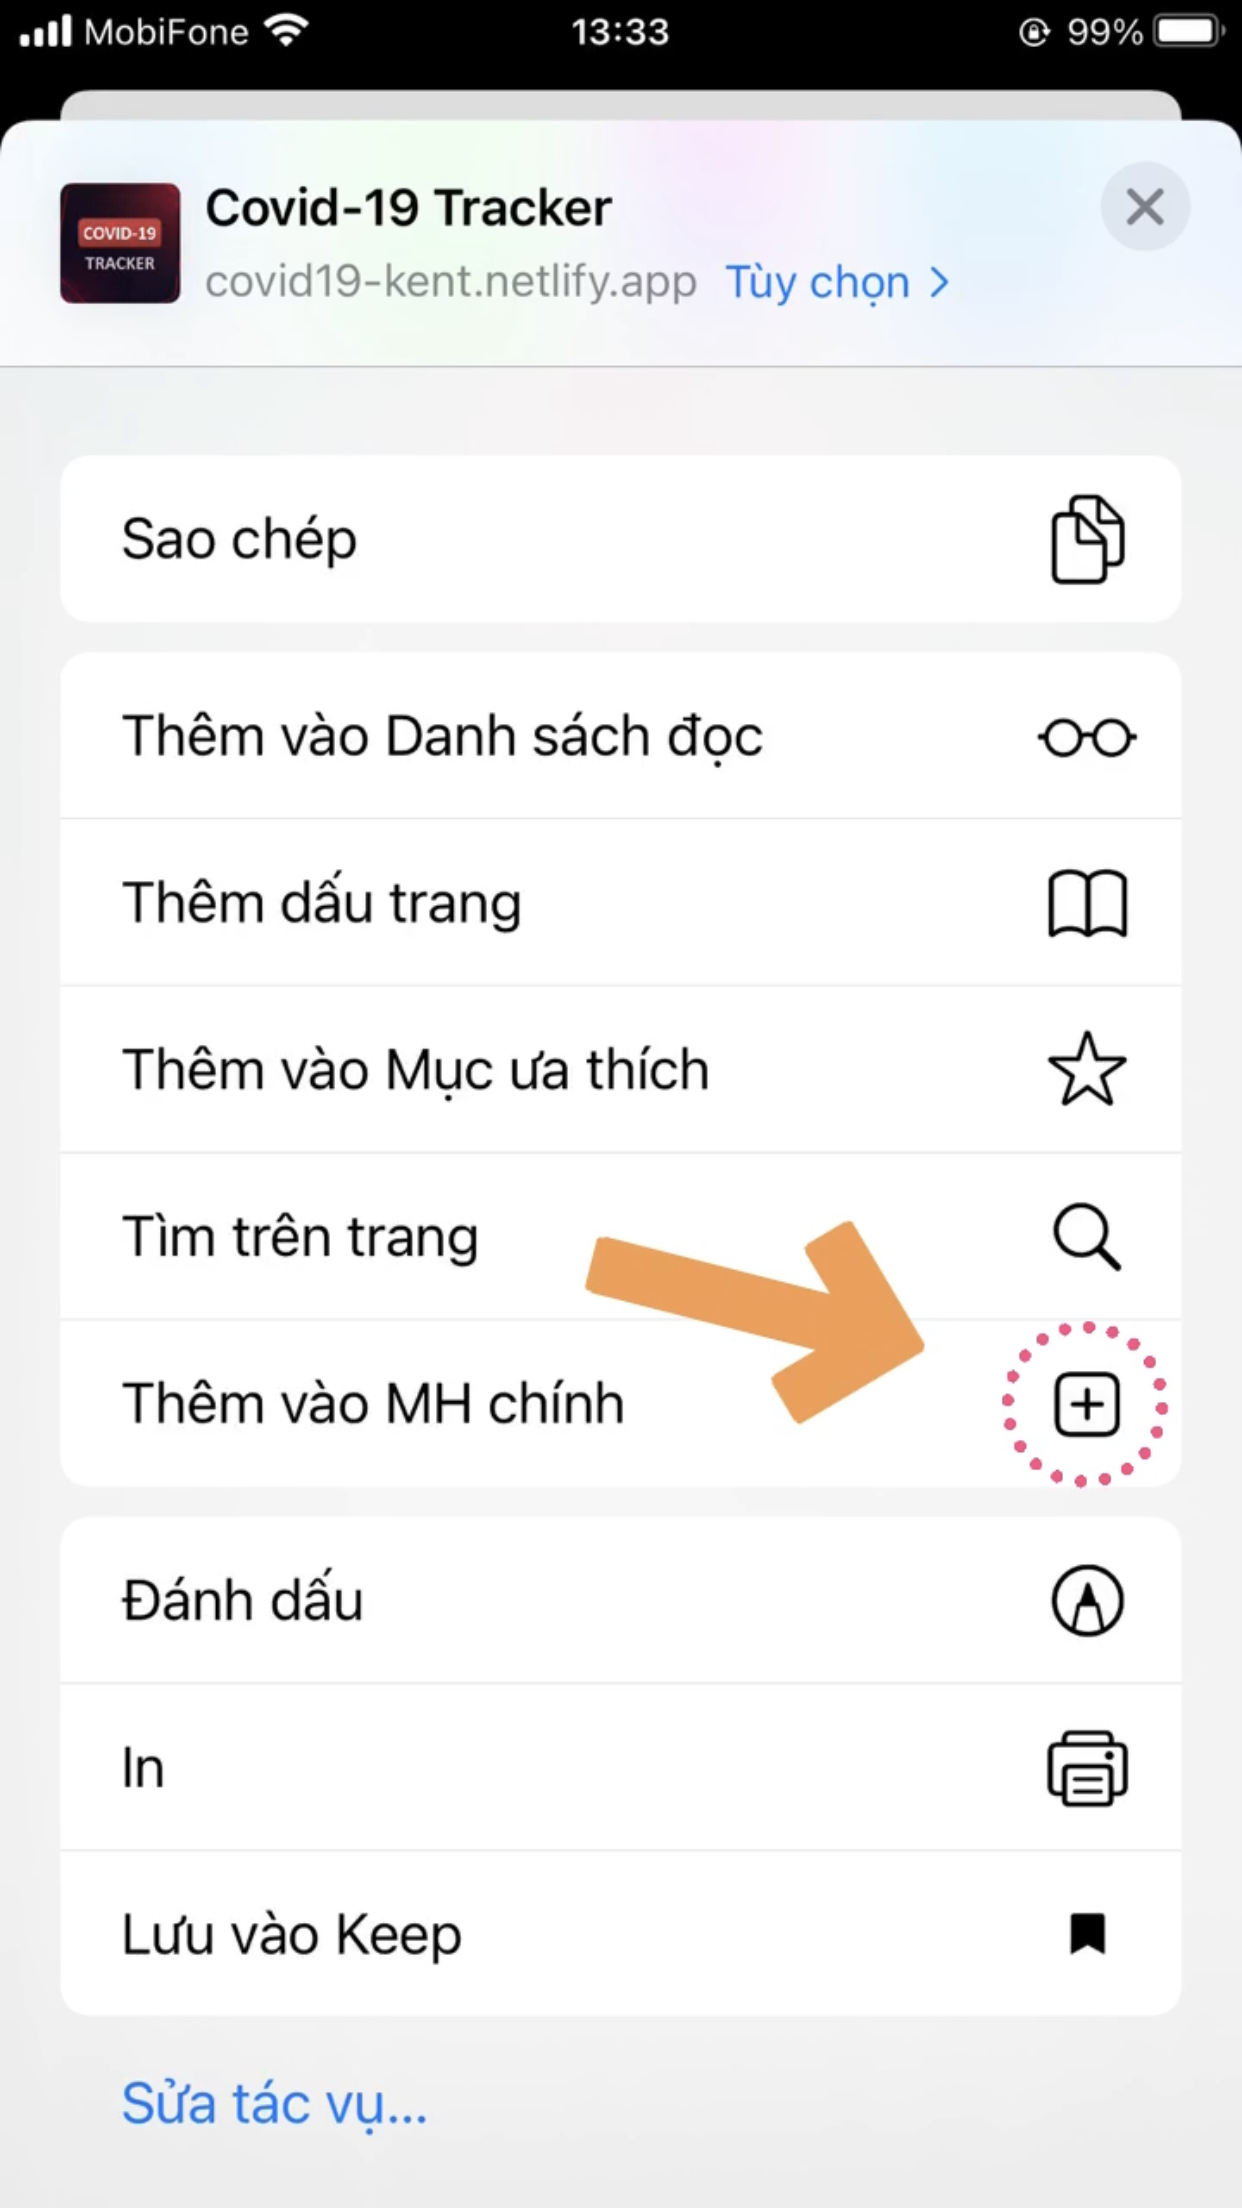 MobiFone 13:33 99%
Covid-19 Tracker
COVID-19
TRACKER
covid19-kent.netlify.app Tùy chọn >
Sao chép
Thêm vào Danh sách đọc
Thêm dấu trang
Thêm vào Mục ưa thích
Tìm trên trang
Thêm vào MH chính
Đánh dấu
In
Lưu vào Keep
Sửa tác vụ...